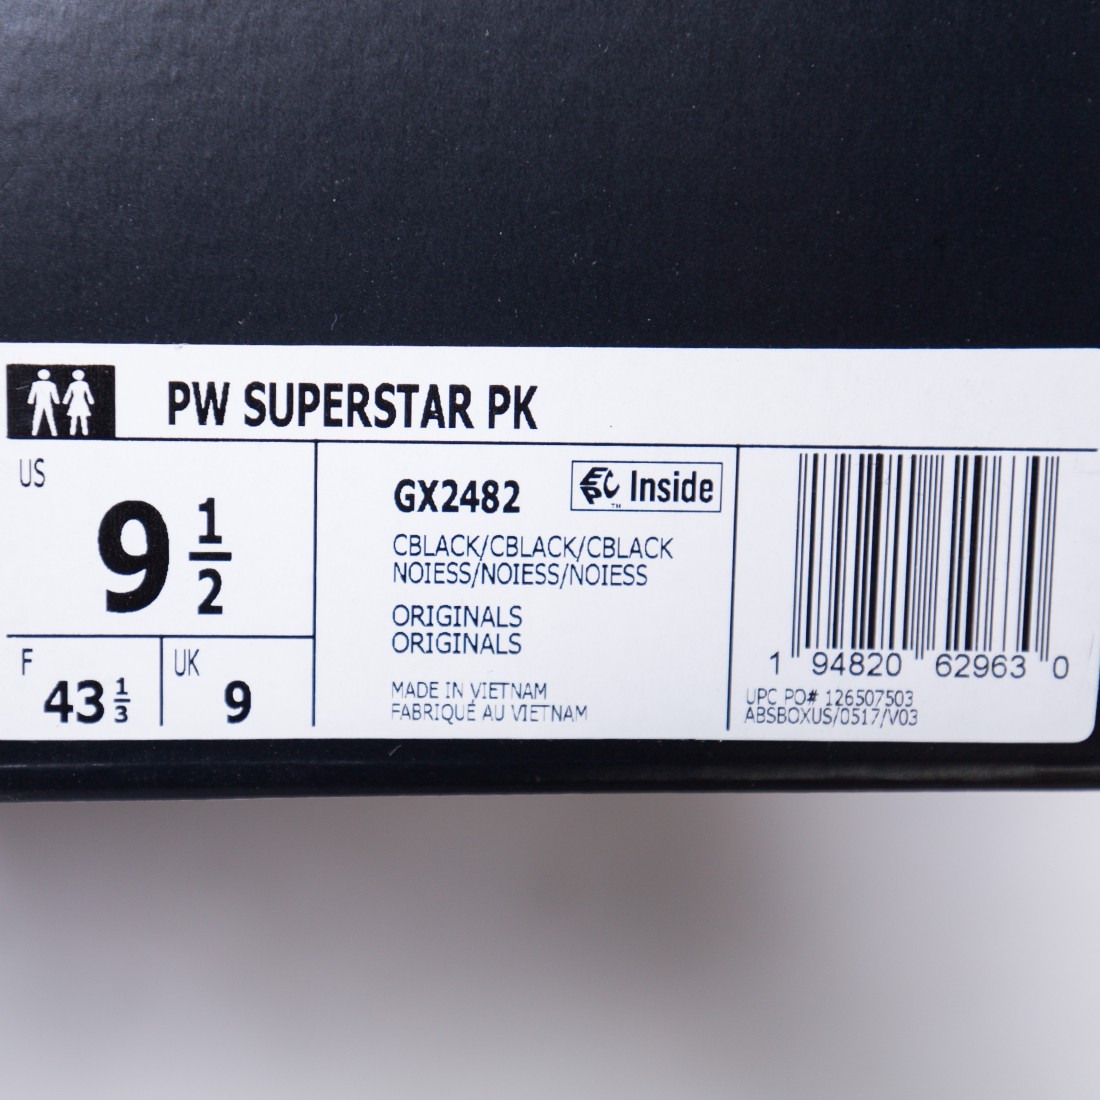 PW SUPERSTAR PK
US
9 1/2
F
43 1/3
UK
9
GX2482
EPC Inside
TM
CBLACK/CBLACK/CBLACK
NOIESS/NOIESS/NOIESS
ORIGINALS
ORIGINALS
MADE IN VIETNAM
FABRIQUÉ AU VIETNAM
1 94820 62963 0
UPC PO# 126507503
ABSBOXUS/0517/V03